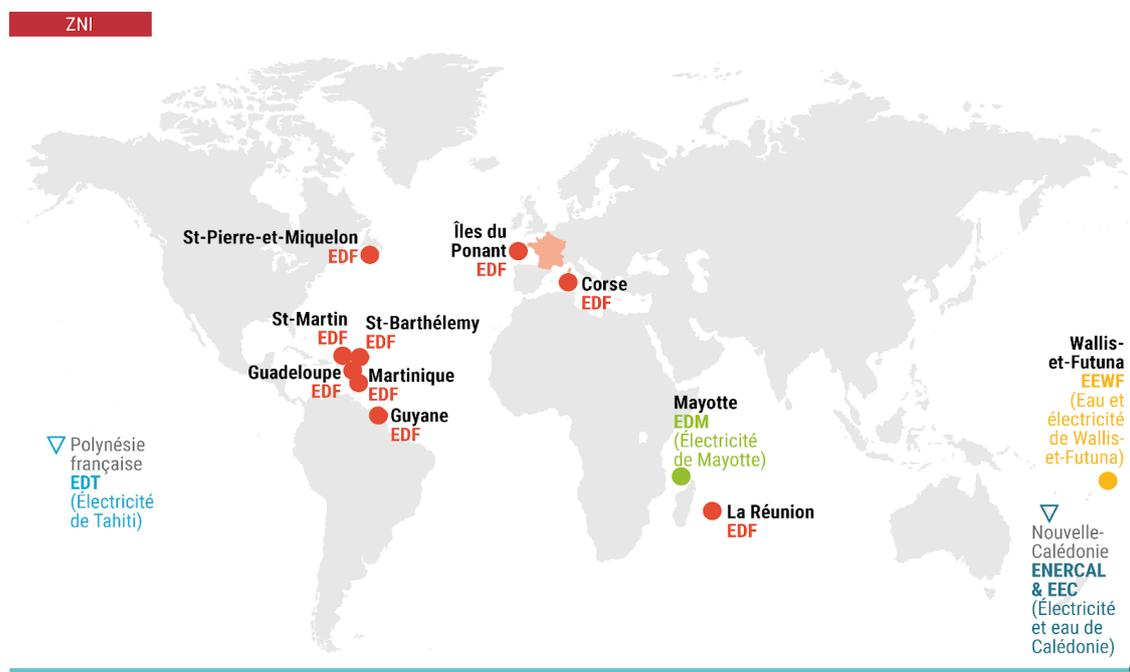 ZNI
St-Pierre-et-Miquelon
EDF
Îles du
Ponant
EDF
Corse
EDF
St-Martin
EDF
St-Barthélemy
EDF
Guadeloupe
EDF
Martinique
EDF
Guyane
EDF
Polynésie
française
EDT
(Électricité
de Tahiti)
Mayotte
EDM
(Électricité
de Mayotte)
La Réunion
EDF
Wallis-
et-Futuna
EEWF
(Eau et
électricité
de Wallis-
et-Futuna)
Nouvelle-
Calédonie
ENERCAL
& EEC
(Électricité
et eau de
Calédonie)